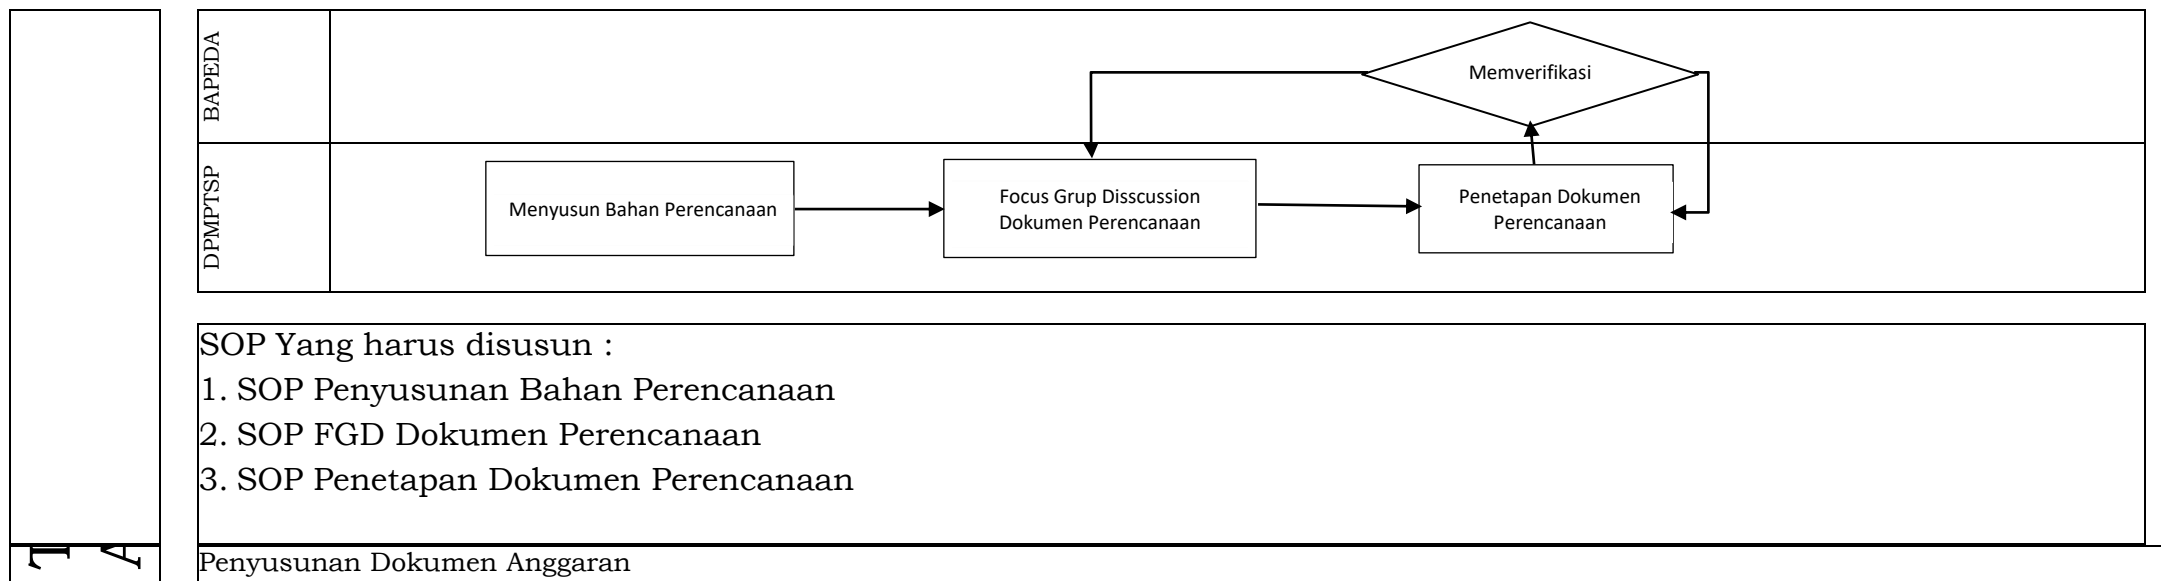 BAPEDA
Memverifikasi
DPMPTSP
Menyusun Bahan Perencanaan
Focus Grup Disscussion
Dokumen Perencanaan
Penetapan Dokumen
Perencanaan
SOP Yang harus disusun :
1. SOP Penyusunan Bahan Perencanaan
2. SOP FGD Dokumen Perencanaan
3. SOP Penetapan Dokumen Perencanaan
Penyusunan Dokumen Anggaran